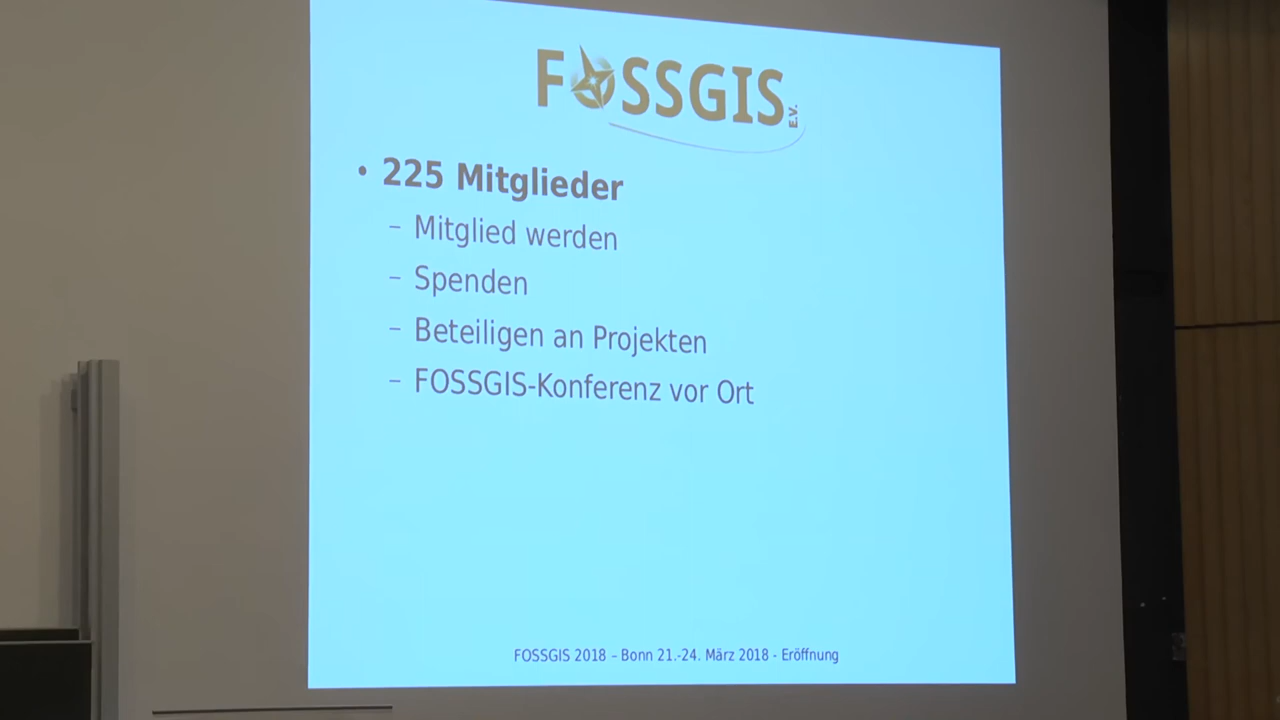 FOSSGIS E.V.
• 225 Mitglieder
– Mitglied werden
– Spenden
– Beteiligen an Projekten
– FOSSGIS-Konferenz vor Ort
FOSSGIS 2018 – Bonn 21.-24. März 2018 - Eröffnung